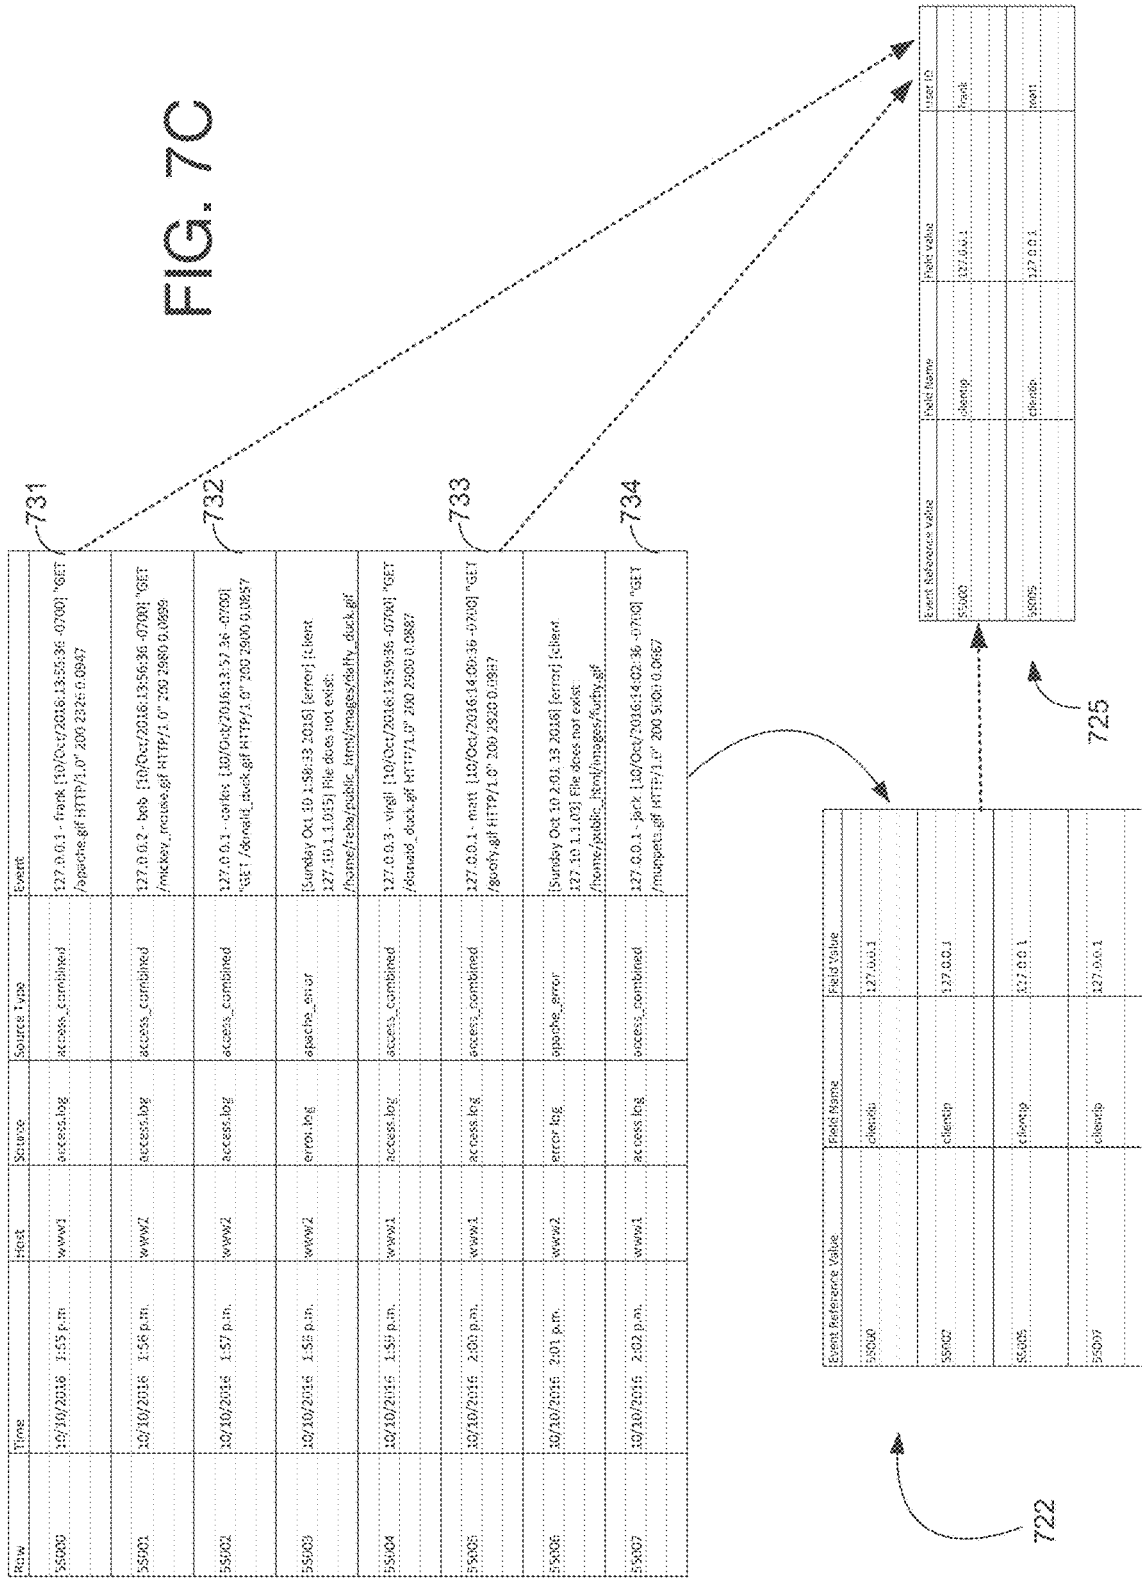 FIG. 7C
Row Time Host Source Source Type Event
55000 10/10/2016 1:55 p.m. www1 access.log access_combined 127.0.0.1 - frank [10/Oct/2016:13:55:36 -0700] "GET
/apache.gif HTTP/1.0" 200 2326 0.0947
731
55001 10/10/2016 1:56 p.m. www2 access.log access_combined 127.0.0.2 - bob [10/Oct/2016:13:56:36 -0700] "GET
/mickey_mouse.gif HTTP/1.0" 200 2980 0.0899
55002 10/10/2016 1:57 p.m. www2 access.log access_combined 127.0.0.1 - carlos [10/Oct/2016:13:57:36 -0700]
"GET /donald_duck.gif HTTP/1.0" 200 2900 0.0857
732
55003 10/10/2016 1:58 p.m. www2 error.log apache_error [Sunday Oct 10 1:58:33 2016] [error] [client
127.10.1.1.015] File does not exist:
/home/reba/public_html/images/daffy_duck.gif
55004 10/10/2016 1:59 p.m. www1 access.log access_combined 127.0.0.3 - virgil [10/Oct/2016:13:59:36 -0700] "GET
/donald_duck.gif HTTP/1.0" 200 2900 0.0887
55005 10/10/2016 2:00 p.m. www1 access.log access_combined 127.0.0.1 - matt [10/Oct/2016:14:00:36 -0700] "GET
/goofy.gif HTTP/1.0" 200 2920 0.0987
733
55006 10/10/2016 2:01 p.m. www2 error.log apache_error [Sunday Oct 10 2:01:33 2016] [error] [client
127.10.1.1.03] File does not exist:
/home/public_html/images/furby.gif
55007 10/10/2016 2:02 p.m. www1 access.log access_combined 127.0.0.1 - jack [10/Oct/2016:14:02:36 -0700] "GET
/muppets.gif HTTP/1.0" 200 5000 0.0667
734
Event Reference Value Field Name Field Value
55000 clientip 127.0.0.1
55002 clientip 127.0.0.1
55005 clientip 127.0.0.1
55007 clientip 127.0.0.1
722
Event Reference Value Field Name Field Value User ID
55000 clientip 127.0.0.1 frank
55005 clientip 127.0.0.1 matt
725